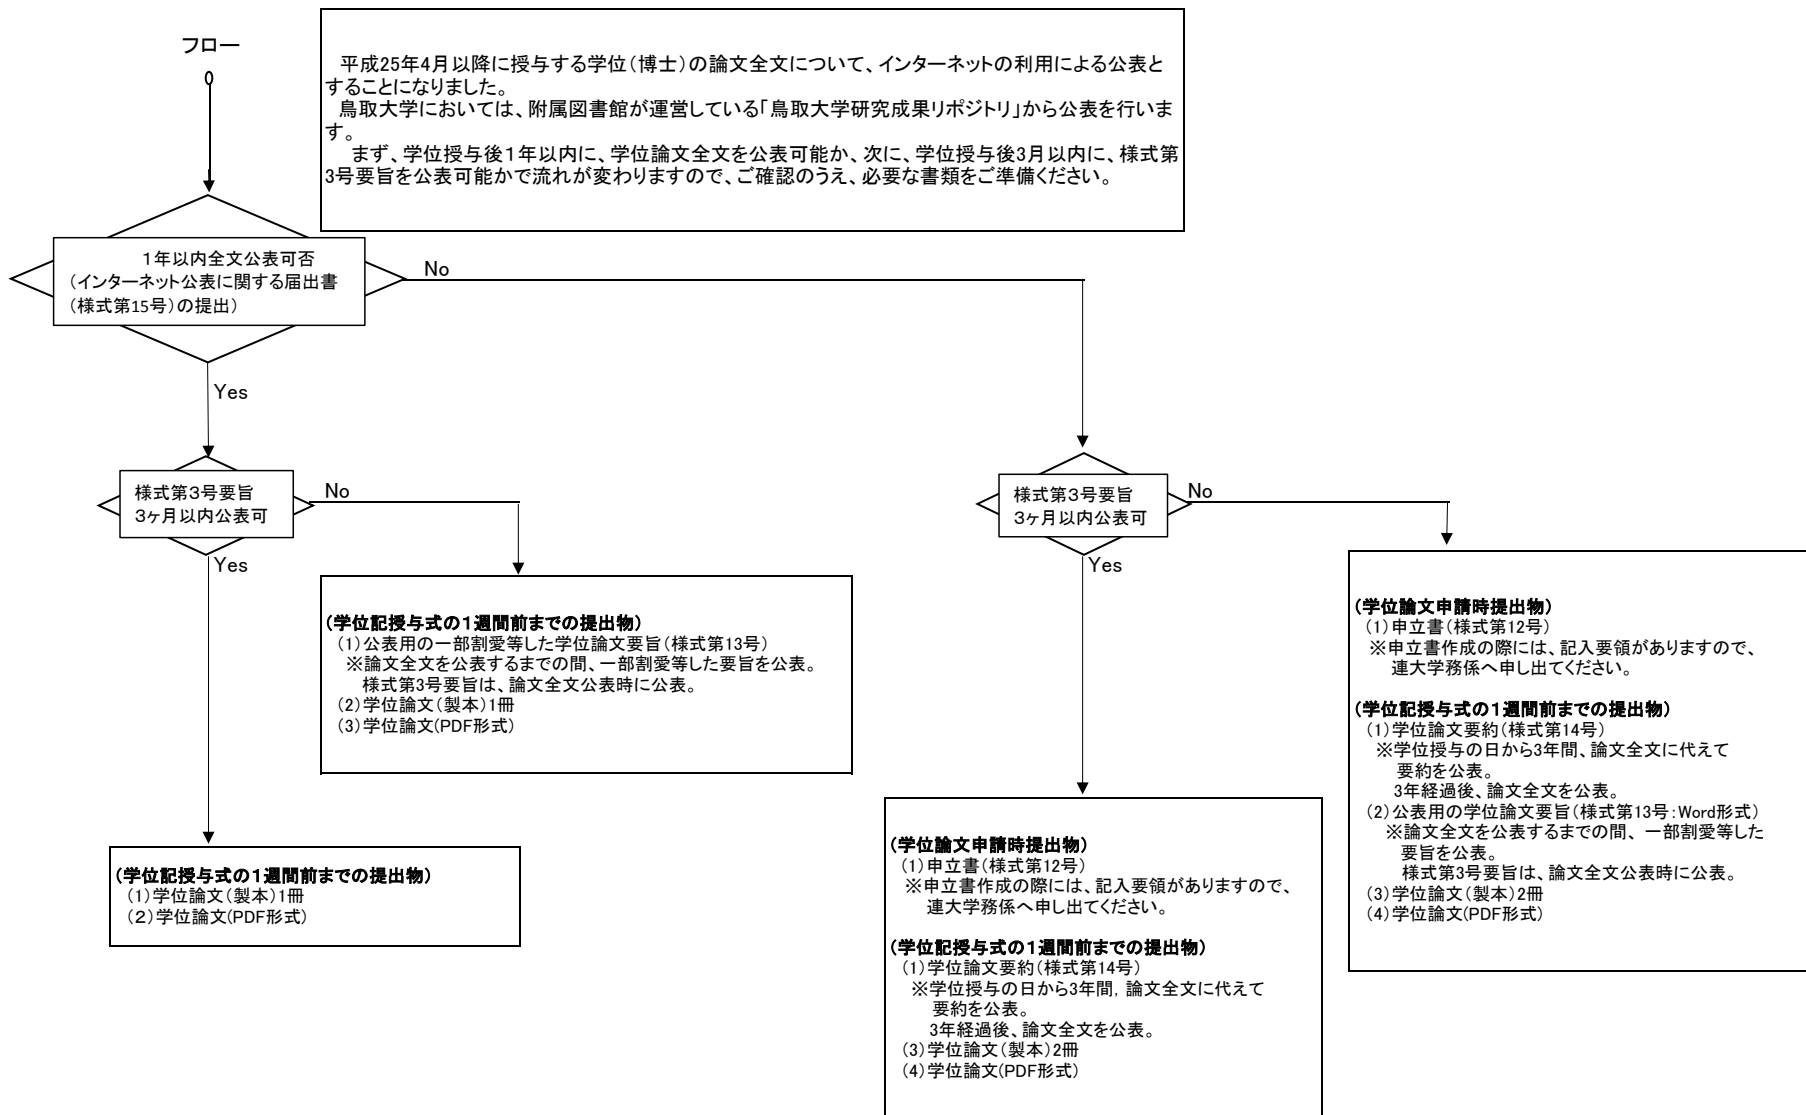 フロー
　平成25年4月以降に授与する学位(博士)の論文全文について、インターネットの利用による公表と
することになりました。
　鳥取大学においては、附属図書館が運営している「鳥取大学研究成果リポジトリ」から公表を行いま
す。
　　まず、学位授与後1年以内に、学位論文全文を公表可能か、次に、学位授与後3月以内に、様式第
3号要旨を公表可能かで流れが変わりますので、ご確認のうえ、必要な書類をご準備ください。
1年以内全文公表可否
(インターネット公表に関する届出書
(様式第15号)の提出)
No
Yes
様式第3号要旨
3ヶ月以内公表可
No
Yes
(学位記授与式の1週間前までの提出物)
(1)公表用の一部割愛等した学位論文要旨(様式第13号)
※論文全文を公表するまでの間、一部割愛等した要旨を公表。
様式第3号要旨は、論文全文公表時に公表。
(2)学位論文(製本)1冊
(3)学位論文(PDF形式)
(学位記授与式の1週間前までの提出物)
(1)学位論文(製本)1冊
(2)学位論文(PDF形式)
様式第3号要旨
3ヶ月以内公表可
No
Yes
(学位論文申請時提出物)
(1)申立書(様式第12号)
※申立書作成の際には、記入要領がありますので、
連大学務係へ申し出てください。
(学位記授与式の1週間前までの提出物)
(1)学位論文要約(様式第14号)
※学位授与の日から3年間，論文全文に代えて
要約を公表。
3年経過後、論文全文を公表。
(3)学位論文(製本)2冊
(4)学位論文(PDF形式)
(学位論文申請時提出物)
(1)申立書(様式第12号)
※申立書作成の際には、記入要領がありますので、
連大学務係へ申し出てください。
(学位記授与式の1週間前までの提出物)
(1)学位論文要約(様式第14号)
※学位授与の日から3年間、論文全文に代えて
要約を公表。
3年経過後、論文全文を公表。
(2)公表用の学位論文要旨(様式第13号:Word形式)
※論文全文を公表するまでの間、一部割愛等した
要旨を公表。
様式第3号要旨は、論文全文公表時に公表。
(3)学位論文(製本)2冊
(4)学位論文(PDF形式)